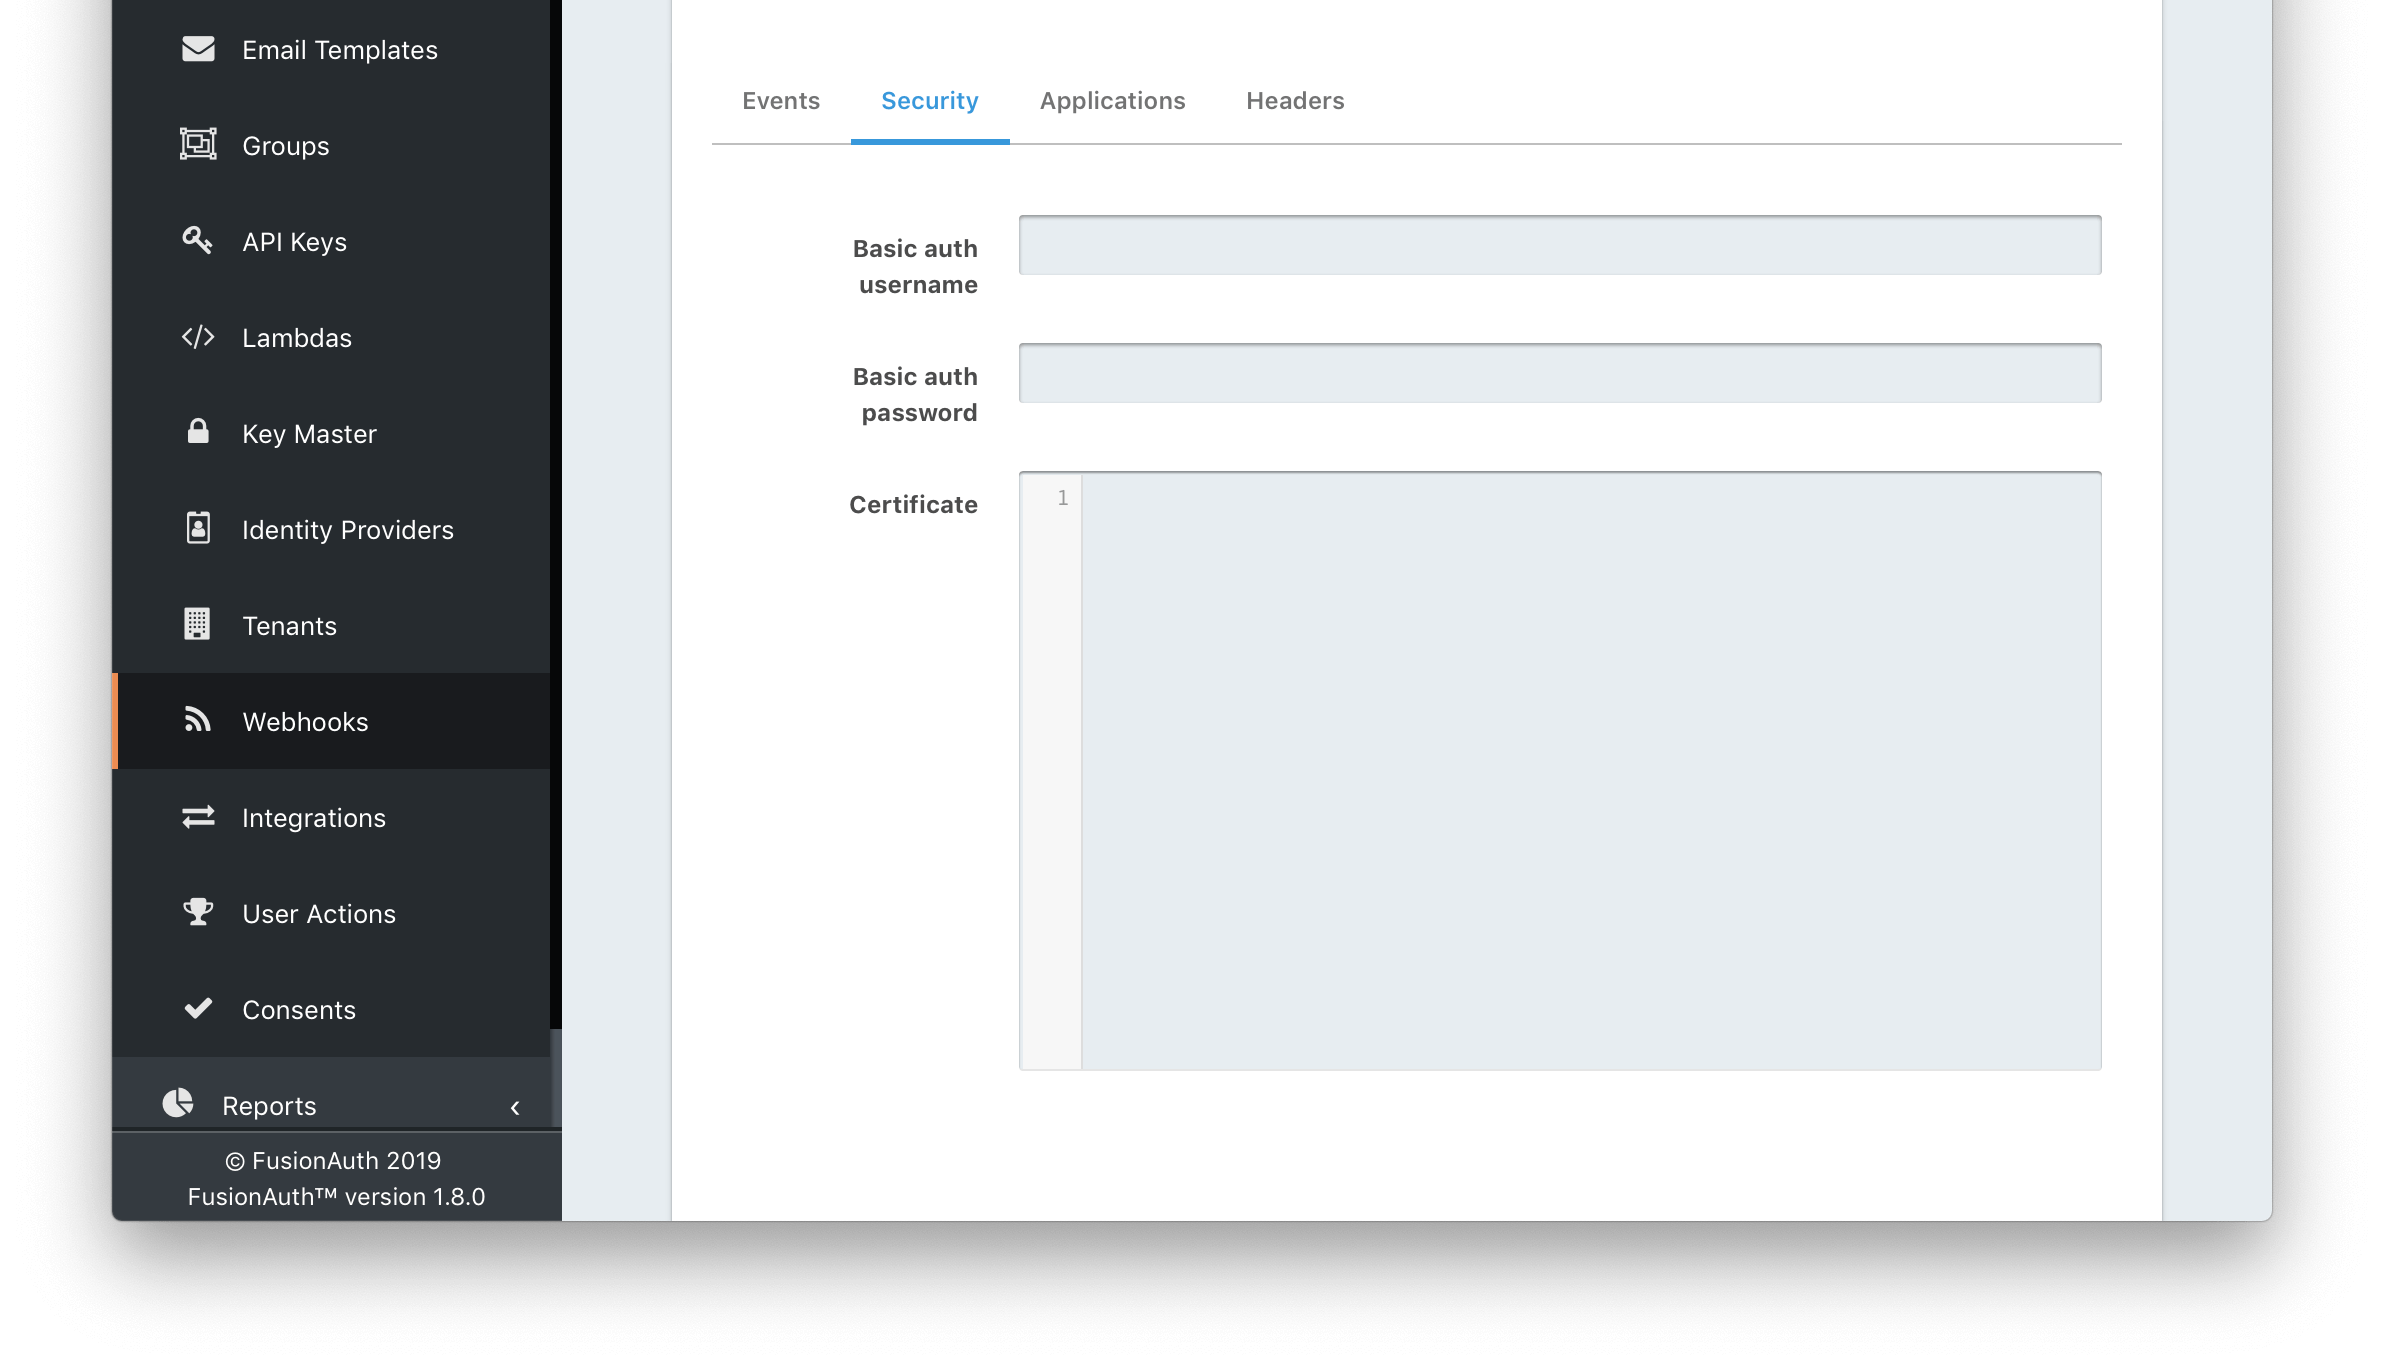 Email Templates
Groups
API Keys
Lambdas
Key Master
Identity Providers
Tenants
Webhooks
Integrations
User Actions
Consents
Reports
© FusionAuth 2019
FusionAuth™ version 1.8.0
Events Security Applications Headers
Basic auth
username
Basic auth
password
Certificate
1